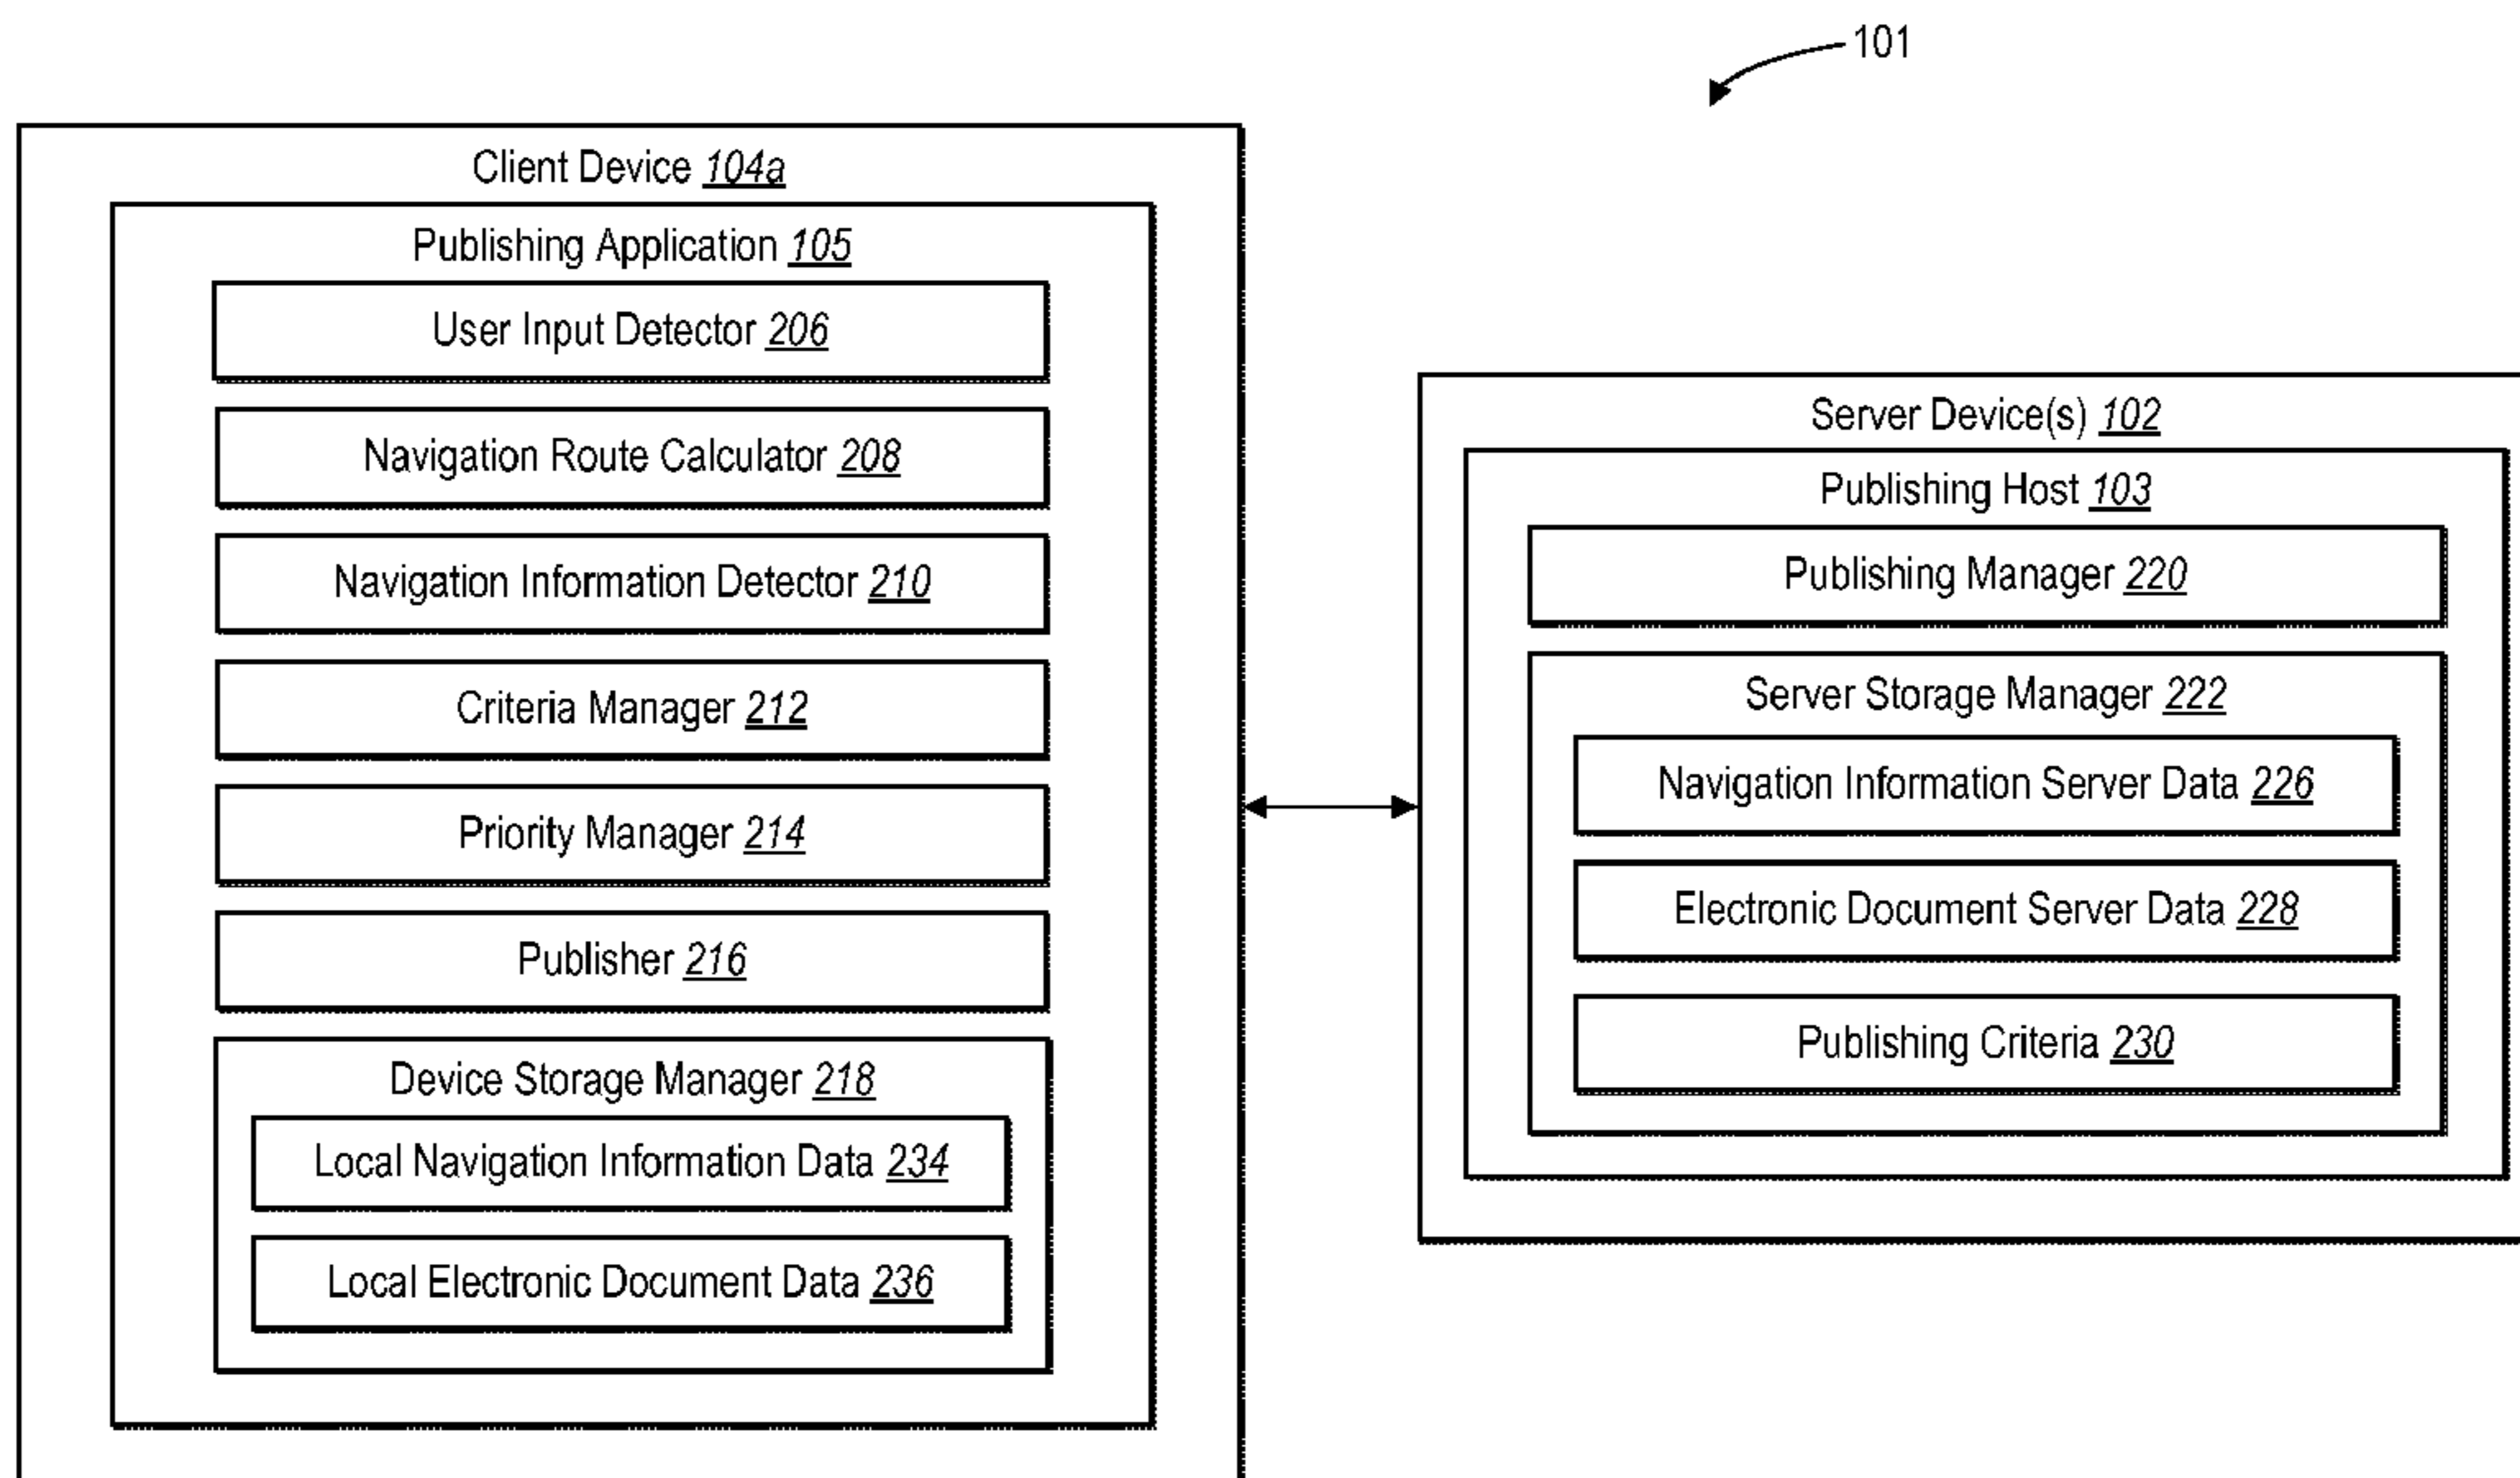 101
Client Device 104a
Publishing Application 105
User Input Detector 206
Navigation Route Calculator 208
Navigation Information Detector 210
Criteria Manager 212
Priority Manager 214
Publisher 216
Device Storage Manager 218
Local Navigation Information Data 234
Local Electronic Document Data 236
Server Device(s) 102
Publishing Host 103
Publishing Manager 220
Server Storage Manager 222
Navigation Information Server Data 226
Electronic Document Server Data 228
Publishing Criteria 230